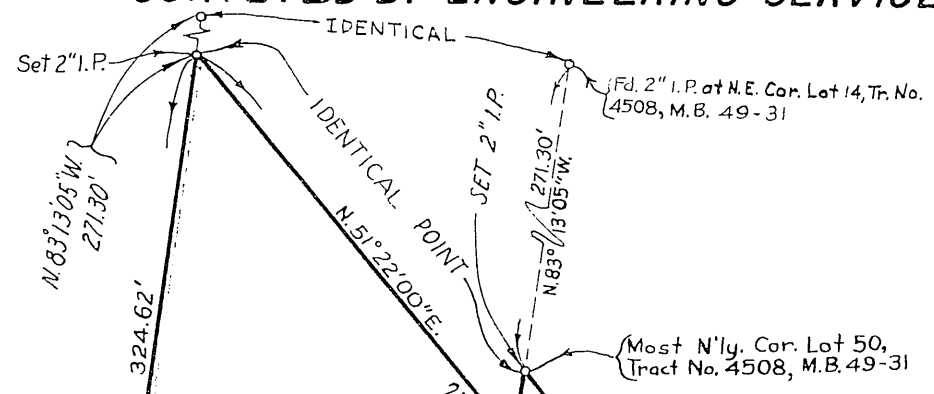 IDENTICAL
Set 2" I.P.
Fd. 2" I.P. at N.E. Cor. Lot 14, Tr. No.
4508, M.B. 49-31
N.83°13'05"W.
271.30'
IDENTICAL POINT
SET 2" I.P.
271.30'
N.83° 13'05"W.
N.51°22'00"E.
324.62'
Most N'ly. Cor. Lot 50,
Tract No. 4508, M.B. 49-31